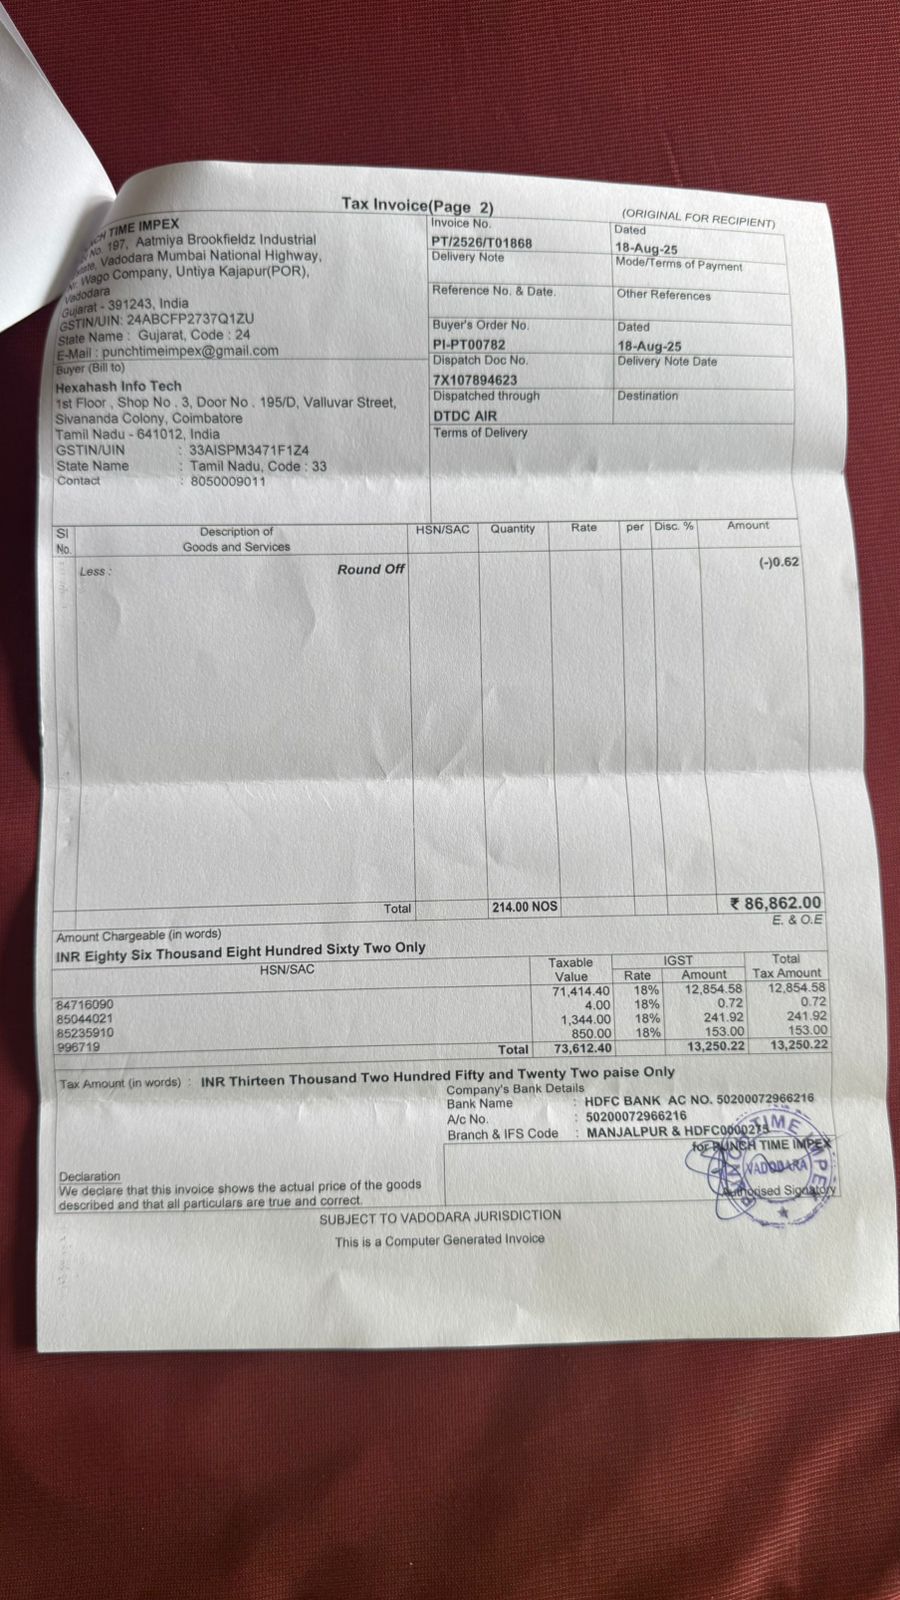 Tax Invoice(Page 2)
(ORIGINAL FOR RECIPIENT)
TIME IMPEX
No. 197, Aatmiya Brookfieldz Industrial
Vadodara Mumbai National Highway,
Nr. Wago Company, Untiya Kajapur(POR),
Vadodara
Gujarat - 391243, India
GSTIN/UIN: 24ABCFP2737Q1ZU
State Name : Gujarat, Code : 24
E-Mail : punchtimeimpex@gmail.com
Invoice No.
PT/2526/T01868
Dated
18-Aug-25
Delivery Note
Mode/Terms of Payment
Reference No. & Date.
Other References
Buyer's Order No.
PI-PT00782
Dated
18-Aug-25
Dispatch Doc No.
7X107894623
Delivery Note Date
Dispatched through
DTDC AIR
Destination
Terms of Delivery
Buyer (Bill to)
Hexahash Info Tech
1st Floor , Shop No . 3, Door No . 195/D, Valluvar Street,
Sivananda Colony, Coimbatore
Tamil Nadu - 641012, India
GSTIN/UIN : 33AISPM3471F1Z4
State Name : Tamil Nadu, Code : 33
Contact : 8050009011
Sl No. Description of Goods and Services HSN/SAC Quantity Rate per Disc. % Amount
Less : Round Off (-)0.62
Total 214.00 NOS ₹ 86,862.00
E. & O.E
Amount Chargeable (in words)
INR Eighty Six Thousand Eight Hundred Sixty Two Only
HSN/SAC Taxable Value IGST Rate Amount Total Tax Amount
84716090 71,414.40 18% 12,854.58 12,854.58
85044021 4.00 18% 0.72 0.72
85235910 1,344.00 18% 241.92 241.92
996719 850.00 18% 153.00 153.00
Total 73,612.40 13,250.22 13,250.22
Tax Amount (in words) : INR Thirteen Thousand Two Hundred Fifty and Twenty Two paise Only
Company's Bank Details
Bank Name : HDFC BANK AC NO. 50200072966216
A/c No. : 50200072966216
Branch & IFS Code : MANJALPUR & HDFC0000275
for PUNCH TIME IMPEX
VADODARA
Authorised Signatory
Declaration
We declare that this invoice shows the actual price of the goods
described and that all particulars are true and correct.
SUBJECT TO VADODARA JURISDICTION
This is a Computer Generated Invoice